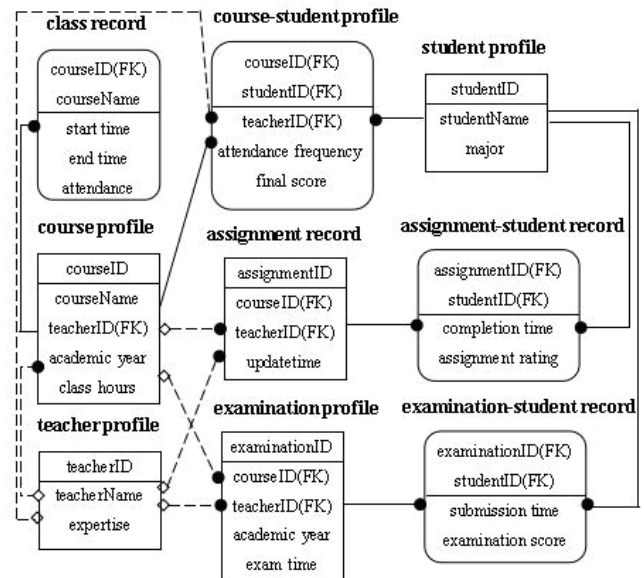 class record
courseID(FK)
courseName
start time
end time
attendance
course-student profile
courseID(FK)
studentID(FK)
teacherID(FK)
attendance frequency
final score
student profile
studentID
studentName
major
course profile
courseID
courseName
teacherID(FK)
academic year
class hours
assignment record
assignmentID
courseID(FK)
teacherID(FK)
updatetime
assignment-student record
assignmentID(FK)
studentID(FK)
completion time
assignment rating
teacher profile
teacherID
teacherName
expertise
examination profile
examinationID
courseID(FK)
teacherID(FK)
academic year
exam time
examination-student record
examinationID(FK)
studentID(FK)
submission time
examination score